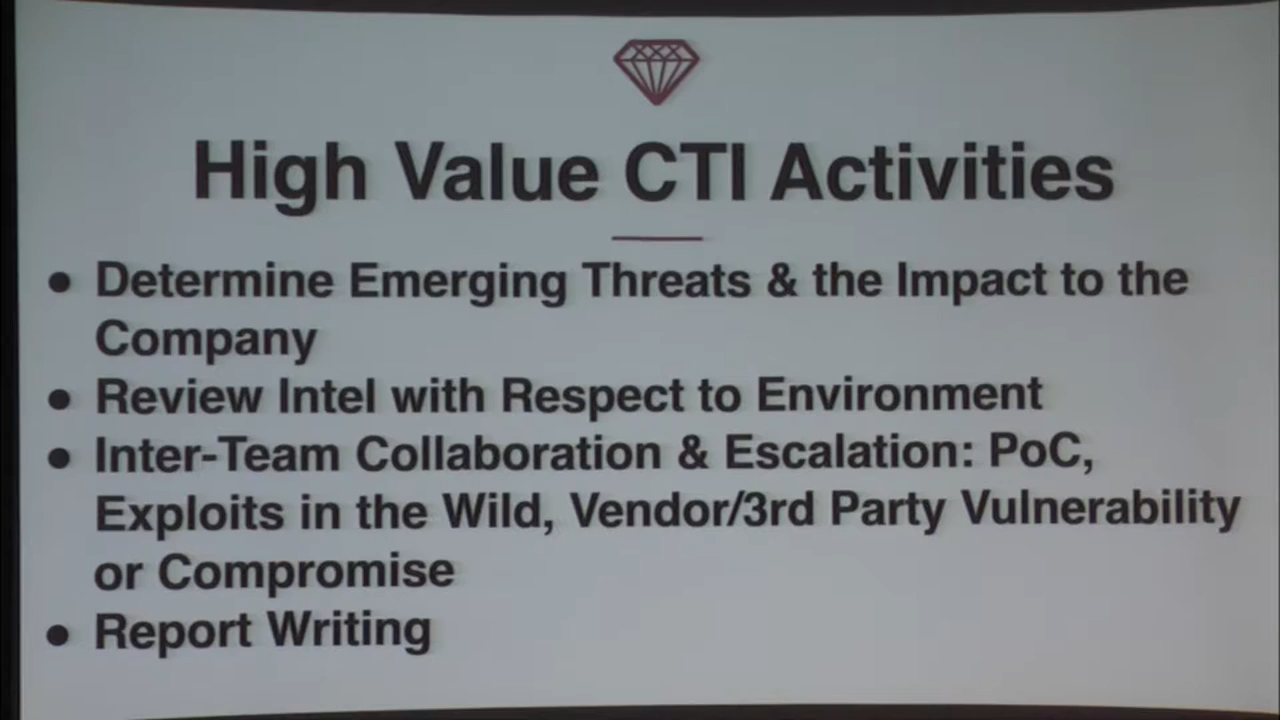 High Value CTI Activities
● Determine Emerging Threats & the Impact to the
Company
● Review Intel with Respect to Environment
● Inter-Team Collaboration & Escalation: PoC,
Exploits in the Wild, Vendor/3rd Party Vulnerability
or Compromise
● Report Writing